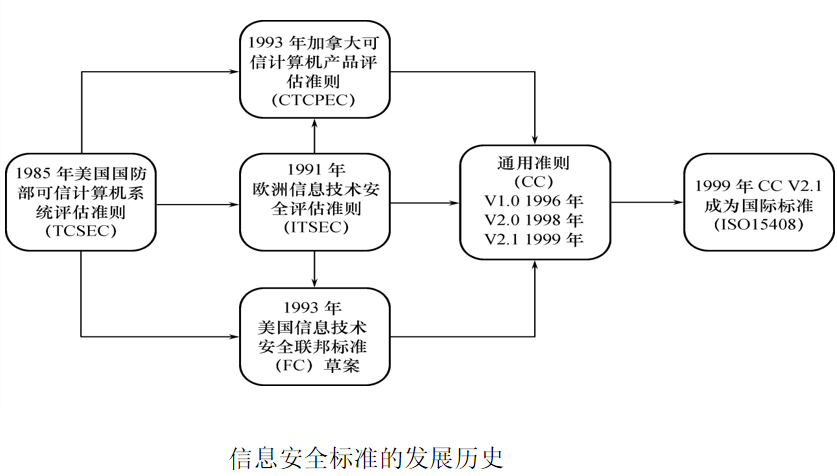 1993 年加拿大可
信计算机产品评
估准则
(CTCPEC)
1985 年美国国防
部可信计算机系
统评估准则
(TCSEC)
1991 年
欧洲信息技术安
全评估准则
(ITSEC)
通用准则
(CC)
V1.0 1996 年
V2.0 1998 年
V2.1 1999 年
1999 年 CC V2.1
成为国际标准
(ISO15408)
1993 年
美国信息技术
安全联邦标准
(FC) 草案
信息安全标准的发展历史